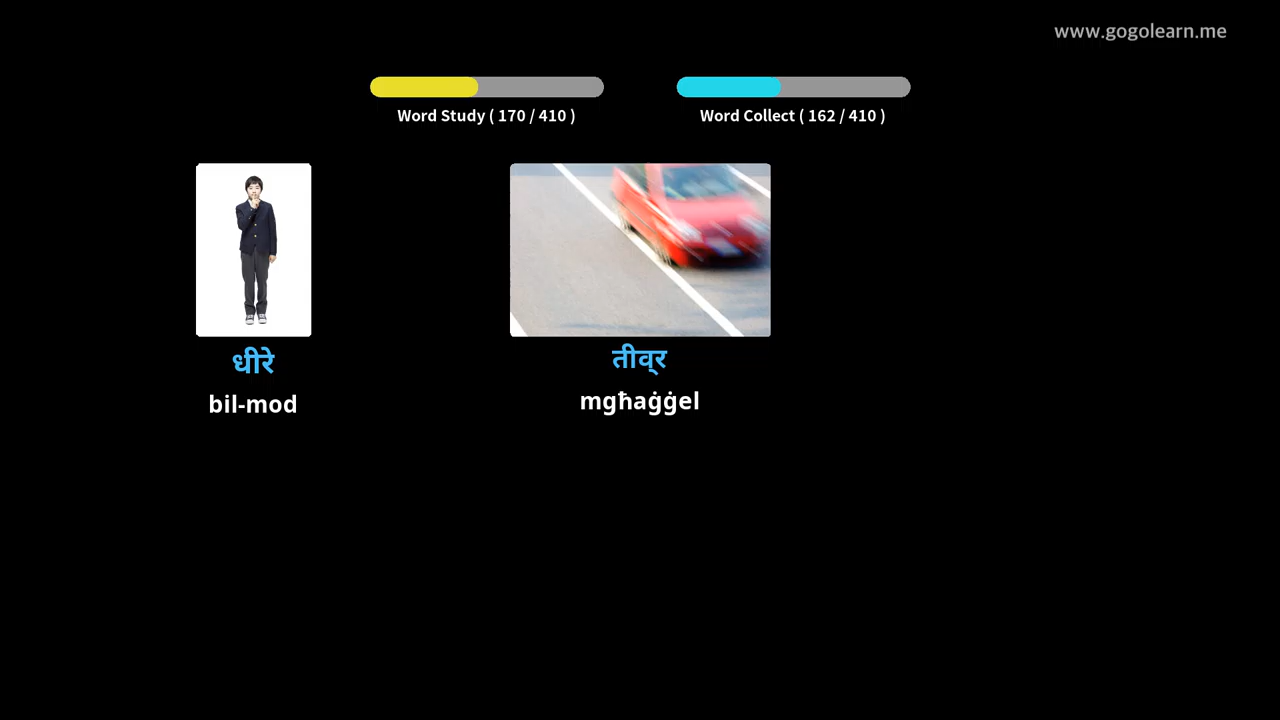 www.gogolearn.me
Word Study ( 170 / 410 )
Word Collect ( 162 / 410 )
धीरे
bil-mod
तीव्‌र
mgħaġġel